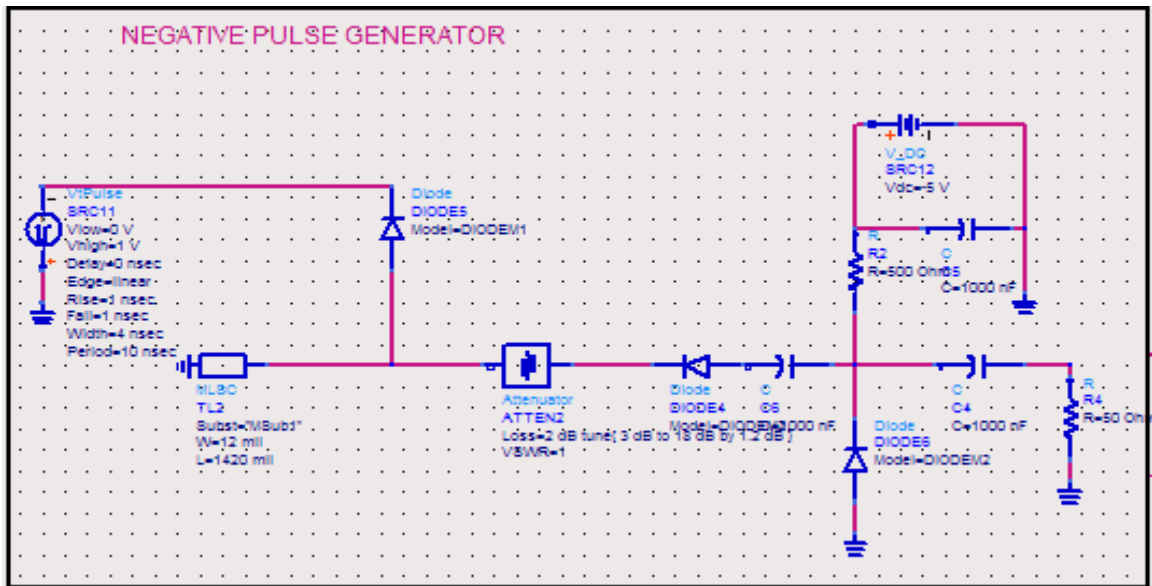 NEGATIVE PULSE GENERATOR
V_DC
SRC12
Vdc=-5 V
VtPulse
SRC11
Vlow=0 V
Vhigh=1 V
Delay=0 nsec
Edge=linear
Rise=1 nsec
Fall=1 nsec
Width=4 nsec
Period=10 nsec
Diode
DIODE5
Model=DIODEM1
R
R2
R=500 Ohm
C
C=1000 nF
MLSC
TL2
Subst="MSub1"
W=12 mil
L=1420 mil
Attenuator
ATTEN2
Loss=2 dB tune{ 3 dB to 18 dB by 1.2 dB }
VSWR=1
Diode
DIODE4
C
C6
Diode
DIODE6
Model=DIODEM2
C
C4
C=1000 nF
R
R4
R=50 Ohm